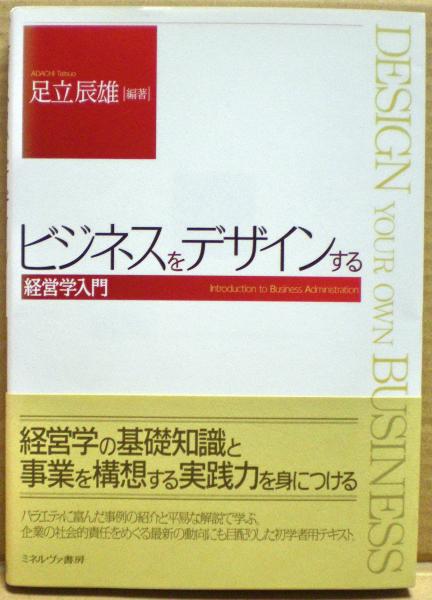 ADACHI Tatsuo
足立辰雄[編著]
DESIGN YOUR OWN BUSINESS
ビジネスをデザインする
経営学入門
Introduction to Business Administration
経営学の基礎知識と
事業を構想する実践力を身につける
バラエティに富んだ事例の紹介と平易な解説で学ぶ。
企業の社会的責任をめぐる最新の動向にも目配りした初学者用テキスト。
ミネルヴァ書房